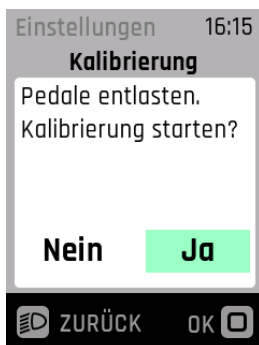 Einstellungen 16:15
Kalibrierung
Pedale entlasten.
Kalibrierung starten?
Nein Ja
ZURÜCK OK